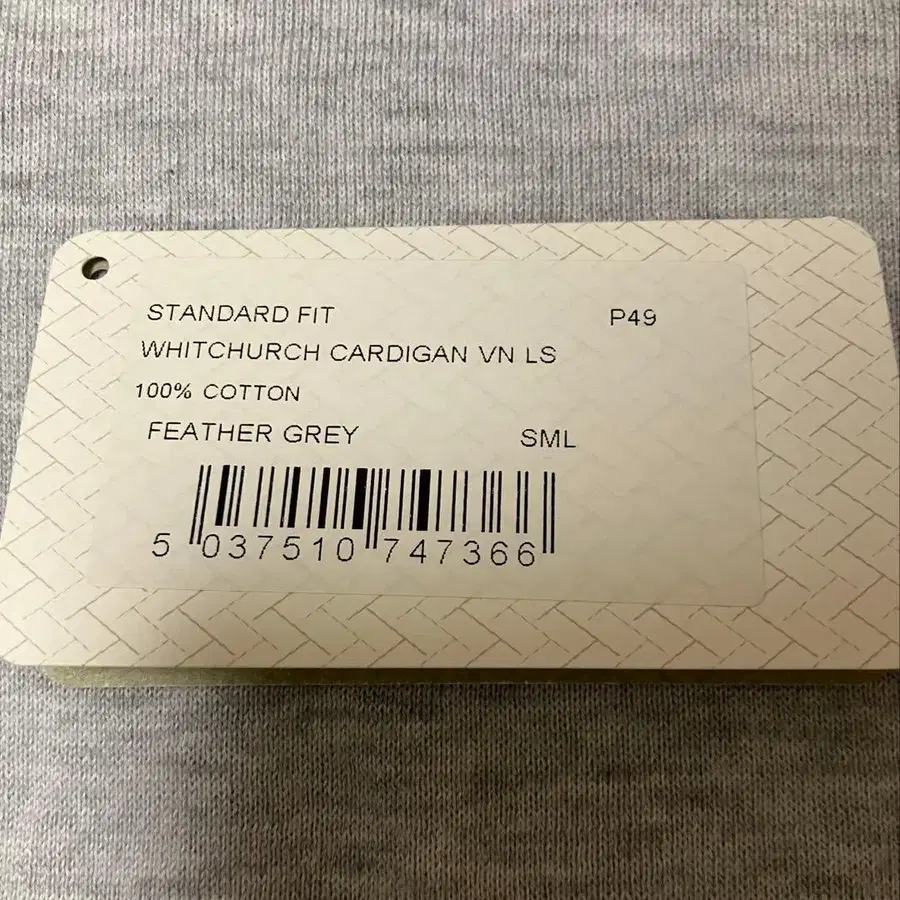 STANDARD FIT P49
WHITCHURCH CARDIGAN VN LS
100% COTTON
FEATHER GREY SML
5 037510 747366